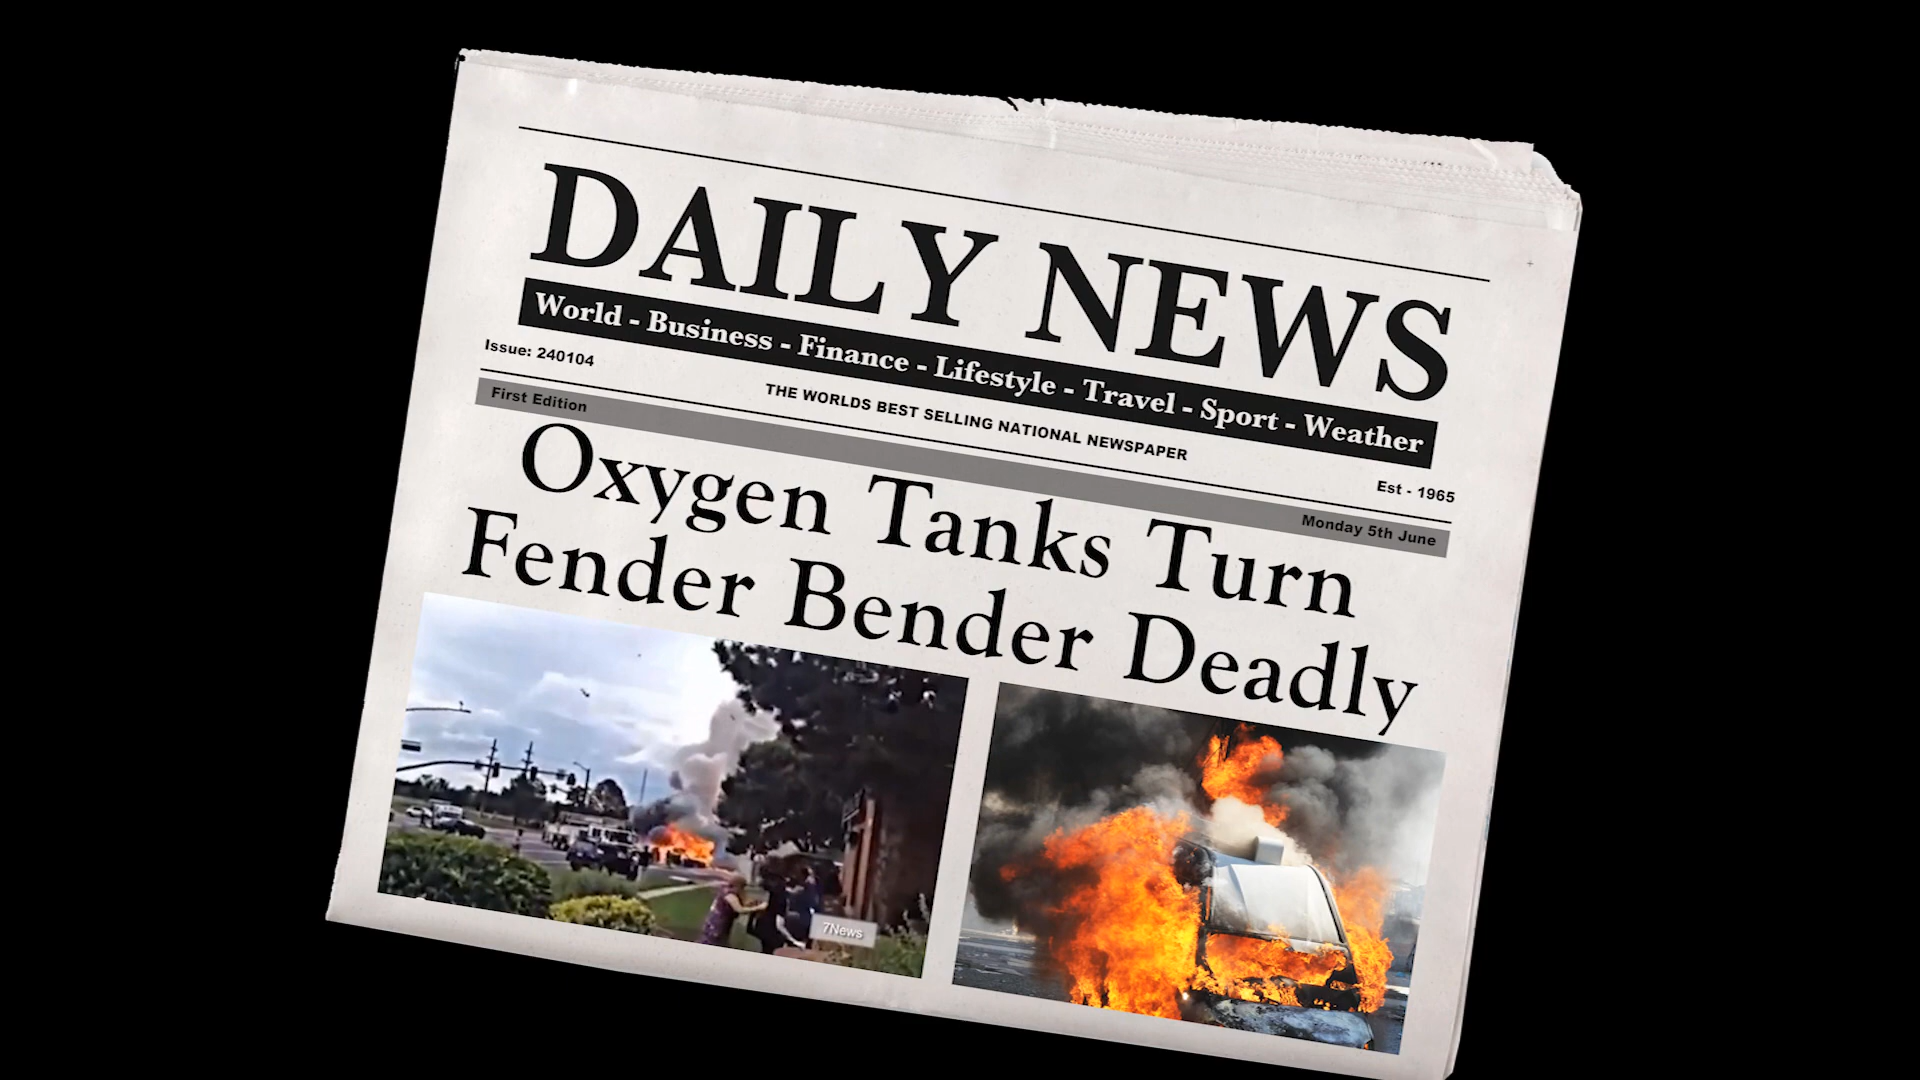 DAILY NEWS
World - Business - Finance - Lifestyle - Travel - Sport - Weather
Issue: 240104
THE WORLDS BEST SELLING NATIONAL NEWSPAPER
Est - 1965
First Edition
Monday 5th June
Oxygen Tanks Turn
Fender Bender Deadly
7News